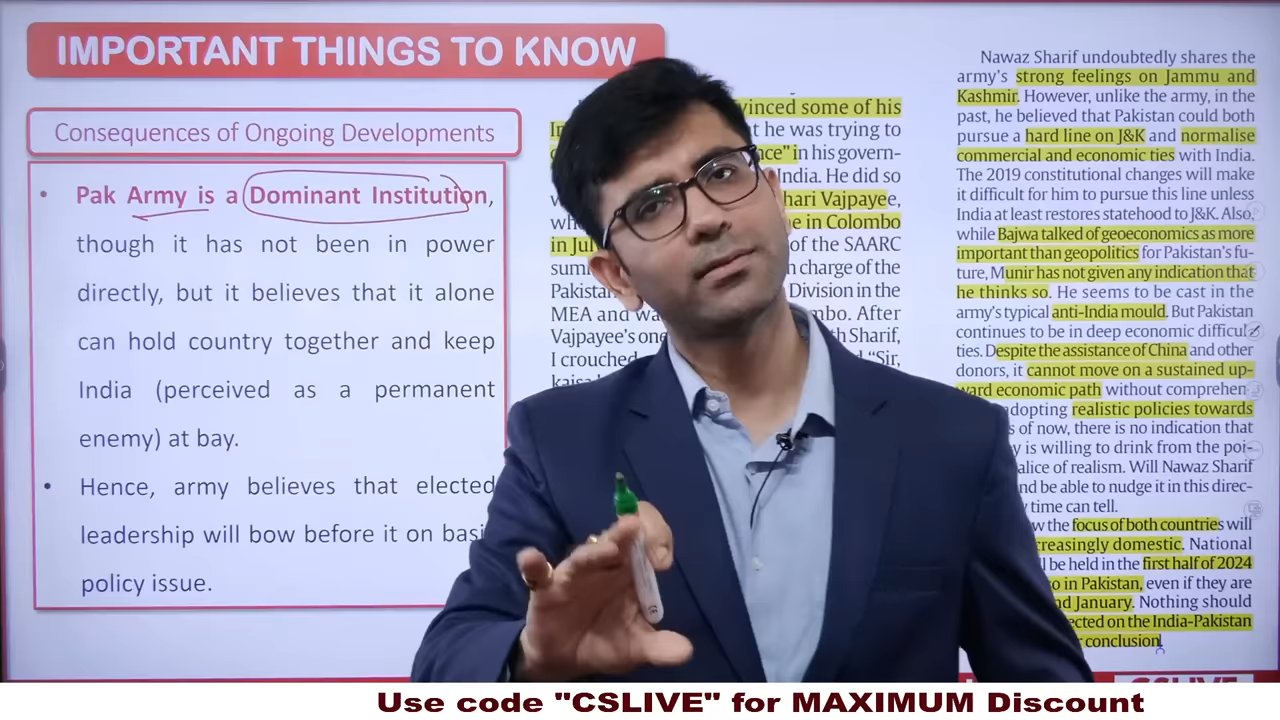 IMPORTANT THINGS TO KNOW
Consequences of Ongoing Developments
• Pak Army is a Dominant Institution,
though it has not been in power
directly, but it believes that it alone
can hold country together and keep
India (perceived as a permanent
enemy) at bay.
• Hence, army believes that elected
leadership will bow before it on basi
policy issue.
vinced some of his
he was trying to
in his govern-
India. He did so
hari Vajpayee,
e in Colombo
in Jul
of the SAARC
sum
charge of the
Pakistan
Division in the
MEA and wa
mbo. After
Vajpayee's one
th Sharif,
I crouched
"Sir,
Nawaz Sharif undoubtedly shares the
army's strong feelings on Jammu and
Kashmir. However, unlike the army, in the
past, he believed that Pakistan could both
pursue a hard line on J&K and normalise
commercial and economic ties with India.
The 2019 constitutional changes will make
it difficult for him to pursue this line unless
India at least restores statehood to J&K. Also,
while Bajwa talked of geoeconomics as more
important than geopolitics for Pakistan's fu-
ture, Munir has not given any indication that
he thinks so. He seems to be cast in the
army's typical anti-India mould. But Pakistan
continues to be in deep economic difficul
ties. Despite the assistance of China and other
donors, it cannot move on a sustained up-
ward economic path without comprehen-
adopting realistic policies towards
s of now, there is no indication that
y is willing to drink from the poi-
alice of realism. Will Nawaz Sharif
nd be able to nudge it in this direc-
y time can tell.
w the focus of both countries will
creasingly domestic. National
l be held in the first half of 2024
o in Pakistan, even if they are
nd January. Nothing should
ected on the India-Pakistan
r conclusion.
CSLIVE
Use code "CSLIVE" for MAXIMUM Discount